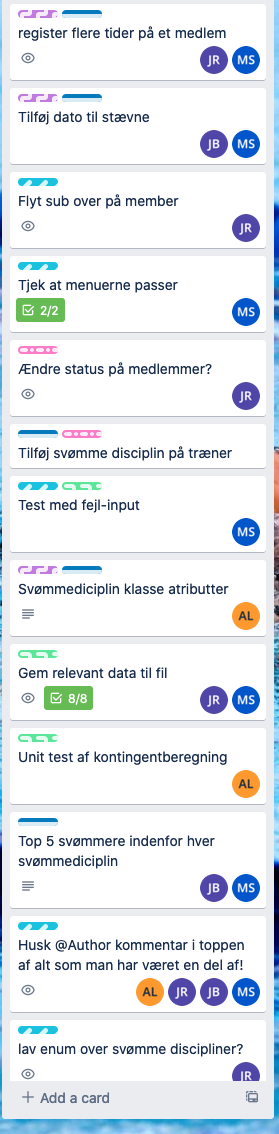 register flere tider på et medlem
JR MS
Tilføj dato til stævne
JB MS
Flyt sub over på member
JR
Tjek at menuerne passer
2/2 MS
Ændre status på medlemmer?
JR
Tilføj svømme disciplin på træner
Test med fejl-input
MS
Svømmediciplin klasse atributter
AL
Gem relevant data til fil
8/8 JR MS
Unit test af kontingentberegning
AL
Top 5 svømmere indenfor hver
svømmediciplin
JB MS
Husk @Author kommentar i toppen
af alt som man har været en del af!
AL JR JB MS
lav enum over svømme discipliner?
JR
+ Add a card